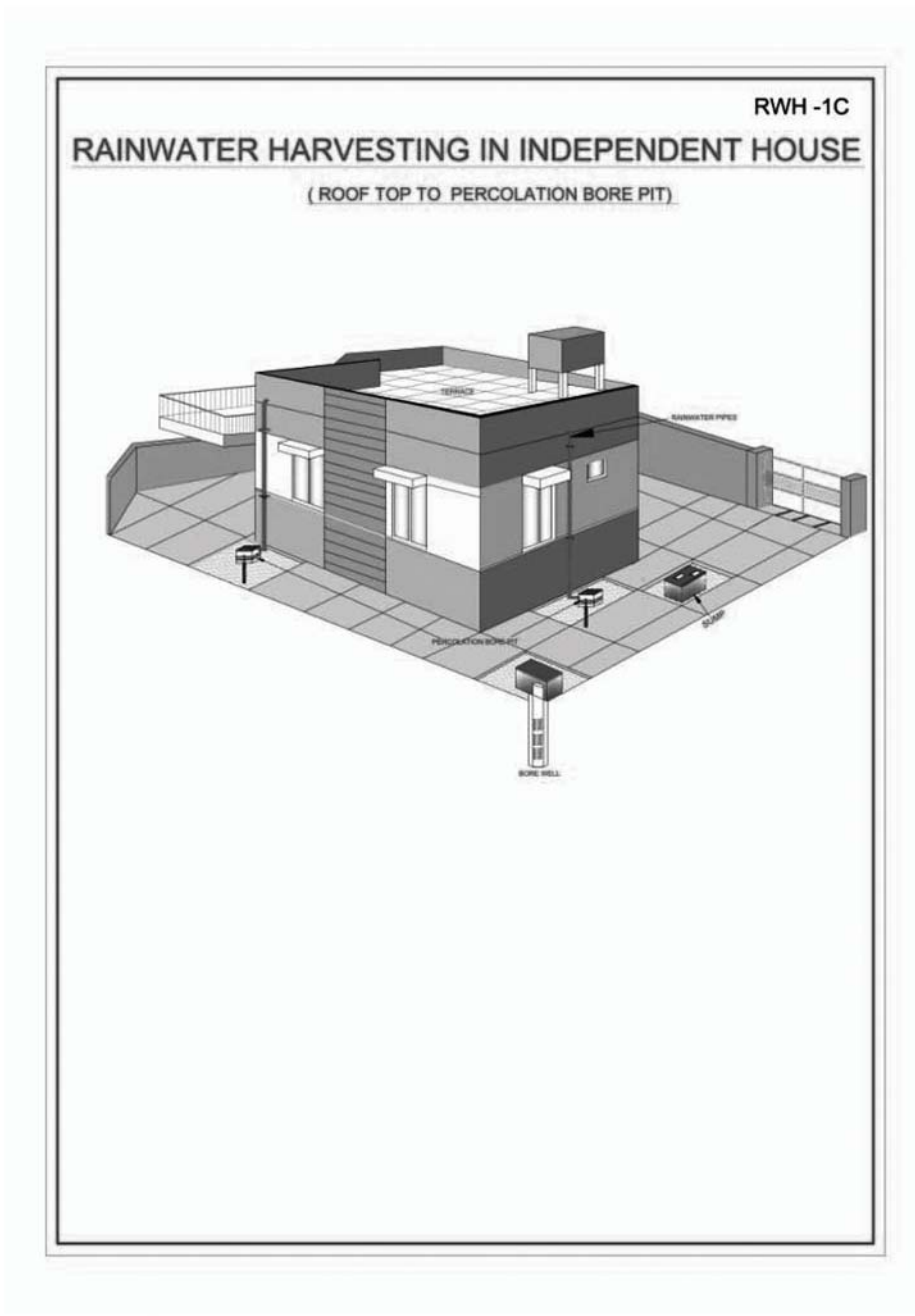 RWH -1C
RAINWATER HARVESTING IN INDEPENDENT HOUSE
( ROOF TOP TO PERCOLATION BORE PIT)
TERRACE
RAINWATER PIPES
SUMP
PERCOLATION BORE PIT
BORE WELL